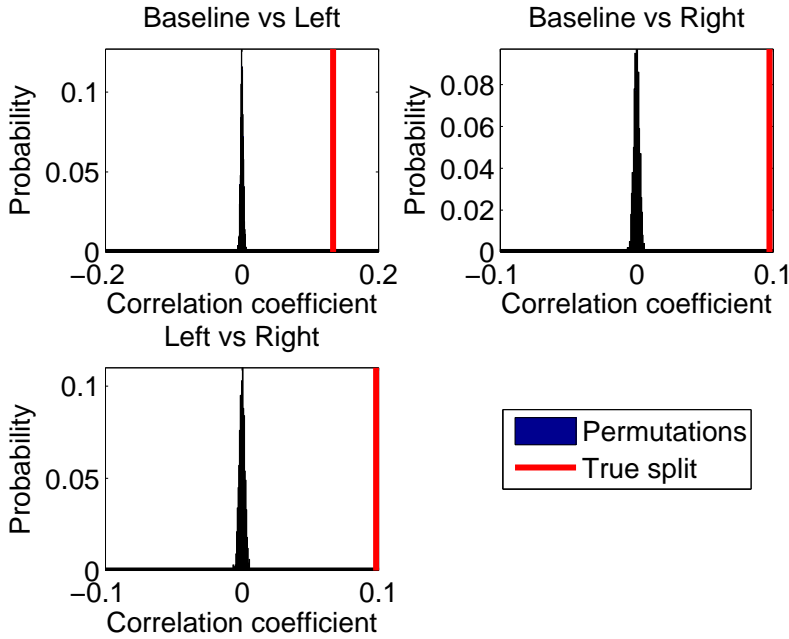 Baseline vs Left
Probability
0.1
0.05
0
−0.2
0
0.2
Correlation coefficient
Baseline vs Right
Probability
0.08
0.06
0.04
0.02
0
−0.1
0
0.1
Correlation coefficient
Left vs Right
Probability
0.1
0.05
0
−0.1
0
0.1
Correlation coefficient
Permutations
True split